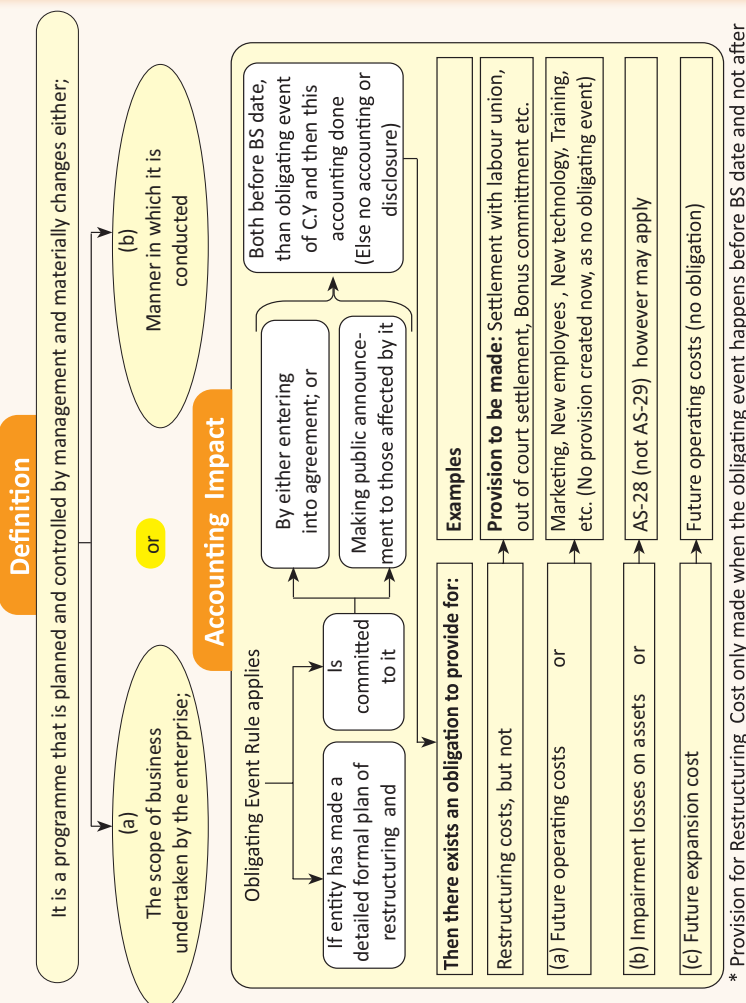 Definition
It is a programme that is planned and controlled by management and materially changes either;
(a)
The scope of business
undertaken by the enterprise;
or
(b)
Manner in which it is
conducted
Accounting Impact
Obligating Event Rule applies
If entity has made a
detailed formal plan of
restructuring and
Is
committed
to it
By either entering
into agreement; or
Making public announce-
ment to those affected by it
Both before BS date,
than obligating event
of C.Y and then this
accounting done
(Else no accounting or
disclosure)
Then there exists an obligation to provide for:
Examples
Restructuring costs, but not
Provision to be made: Settlement with labour union,
out of court settlement, Bonus committment etc.
(a) Future operating costs or
Marketing, New employees , New technology, Training,
etc. (No provision created now, as no obligating event)
(b) Impairment losses on assets or
AS-28 (not AS-29) however may apply
(c) Future expansion cost
Future operating costs (no obligation)
* Provision for Restructuring Cost only made when the obligating event happens before BS date and not after